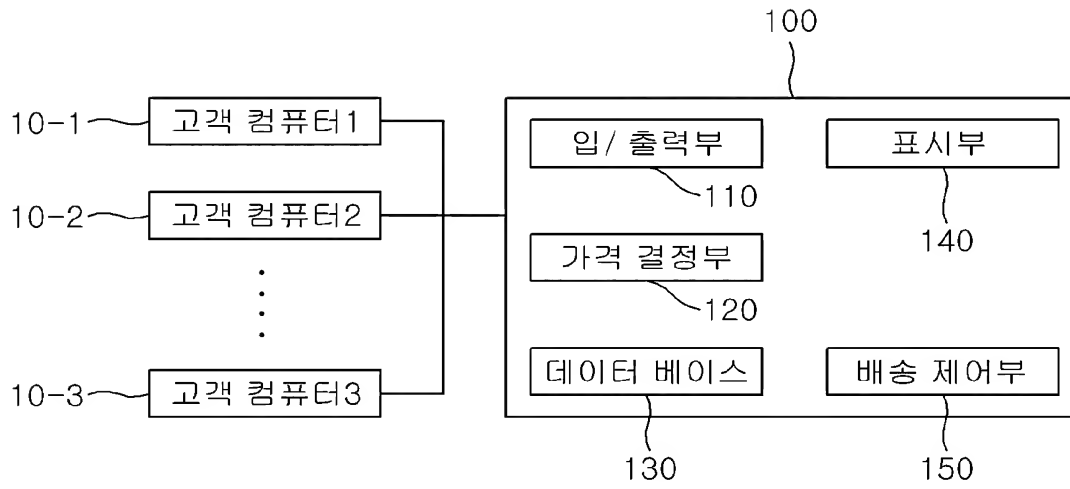 100
10-1 고객 컴퓨터1 입/ 출력부 표시부
110
10-2 고객 컴퓨터2 140
가격 결정부
120
10-3 고객 컴퓨터3 데이터 베이스 배송 제어부
130 150